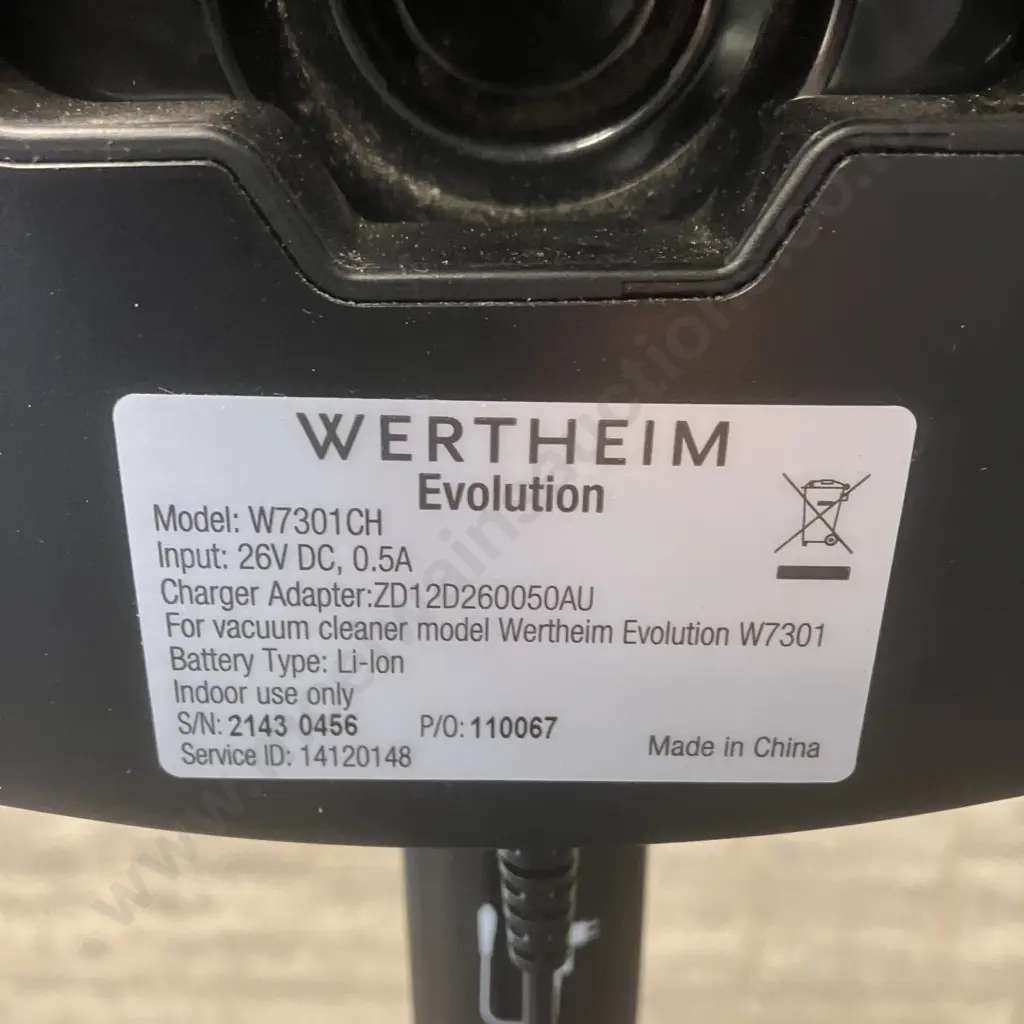 WERTHEIM
Evolution
Model: W7301CH
Input: 26V DC, 0.5A
Charger Adapter:ZD12D260050AU
For vacuum cleaner model Wertheim Evolution W7301
Battery Type: Li-Ion
Indoor use only
S/N: 2143 0456 P/O: 110067
Service ID: 14120148 Made in China